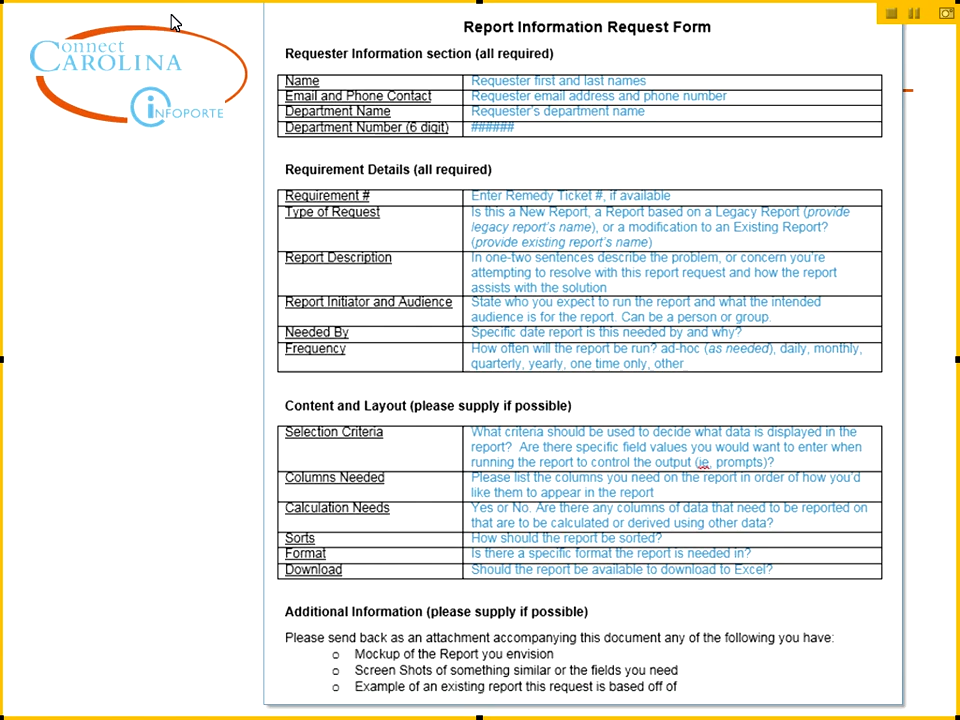 Connect
CAROLINA
INFOPORTE
Report Information Request Form
Requester Information section (all required)
Name Requester first and last names
Email and Phone Contact Requester email address and phone number
Department Name Requester's department name
Department Number (6 digit) ######
Requirement Details (all required)
Requirement # Enter Remedy Ticket #, if available
Type of Request Is this a New Report, a Report based on a Legacy Report (provide
legacy report's name), or a modification to an Existing Report?
(provide existing report's name)
Report Description In one-two sentences describe the problem, or concern you're
attempting to resolve with this report request and how the report
assists with the solution
Report Initiator and Audience State who you expect to run the report and what the intended
audience is for the report. Can be a person or group.
Needed By Specific date report is this needed by and why?
Frequency How often will the report be run? ad-hoc (as needed), daily, monthly,
quarterly, yearly, one time only, other
Content and Layout (please supply if possible)
Selection Criteria What criteria should be used to decide what data is displayed in the
report? Are there specific field values you would want to enter when
running the report to control the output (ie. prompts)?
Columns Needed Please list the columns you need on the report in order of how you'd
like them to appear in the report
Calculation Needs Yes or No. Are there any columns of data that need to be reported on
that are to be calculated or derived using other data?
Sorts How should the report be sorted?
Format Is there a specific format the report is needed in?
Download Should the report be available to download to Excel?
Additional Information (please supply if possible)
Please send back as an attachment accompanying this document any of the following you have:
o Mockup of the Report you envision
o Screen Shots of something similar or the fields you need
o Example of an existing report this request is based off of